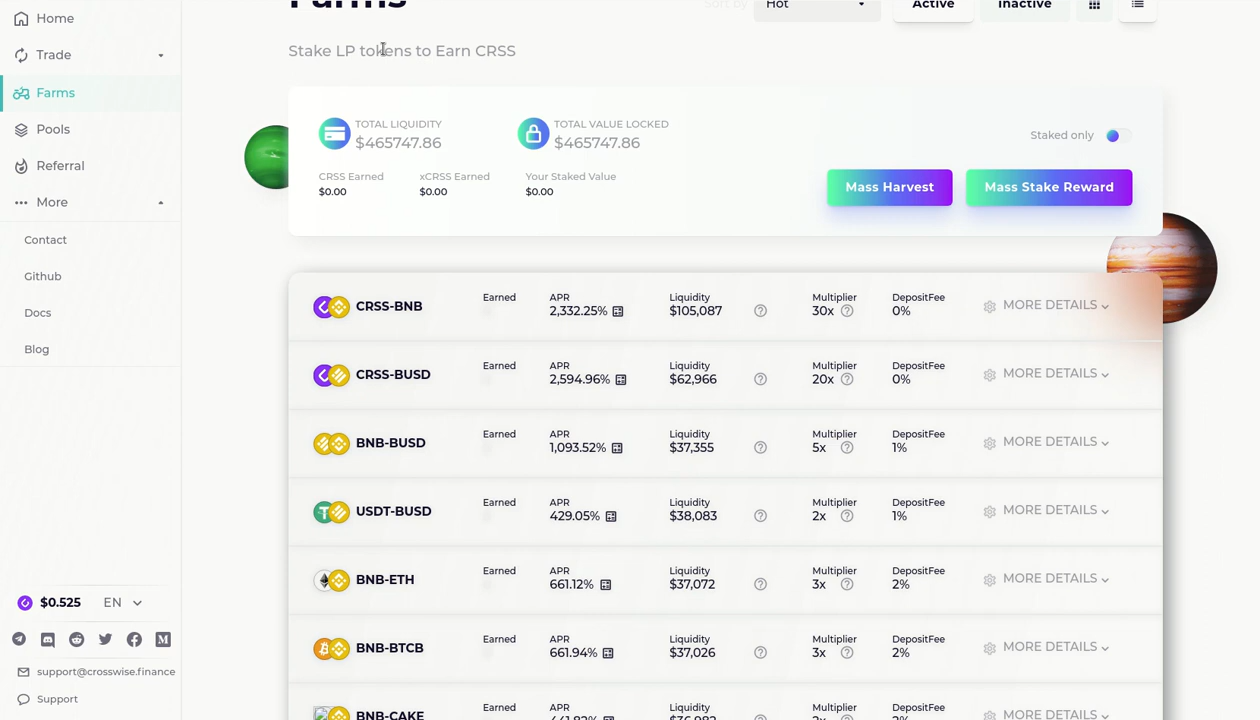 Home
Trade
Farms
Pools
Referral
More
Contact
Github
Docs
Blog
$0.525 EN
support@crosswise.finance
Support
Farms
Sort by Hot Active Inactive
Stake LP tokens to Earn CRSS
TOTAL LIQUIDITY
$465747.86
TOTAL VALUE LOCKED
$465747.86
Staked only
CRSS Earned
$0.00
xCRSS Earned
$0.00
Your Staked Value
$0.00
Mass Harvest
Mass Stake Reward
CRSS-BNB
Earned
APR
2,332.25%
Liquidity
$105,087
Multiplier
30x
DepositFee
0%
MORE DETAILS
CRSS-BUSD
Earned
APR
2,594.96%
Liquidity
$62,966
Multiplier
20x
DepositFee
0%
MORE DETAILS
BNB-BUSD
Earned
APR
1,093.52%
Liquidity
$37,355
Multiplier
5x
DepositFee
1%
MORE DETAILS
USDT-BUSD
Earned
APR
429.05%
Liquidity
$38,083
Multiplier
2x
DepositFee
1%
MORE DETAILS
BNB-ETH
Earned
APR
661.12%
Liquidity
$37,072
Multiplier
3x
DepositFee
2%
MORE DETAILS
BNB-BTCB
Earned
APR
661.94%
Liquidity
$37,026
Multiplier
3x
DepositFee
2%
MORE DETAILS
BNB-CAKE
Earned
APR
Liquidity
Multiplier
DepositFee
MORE DETAILS